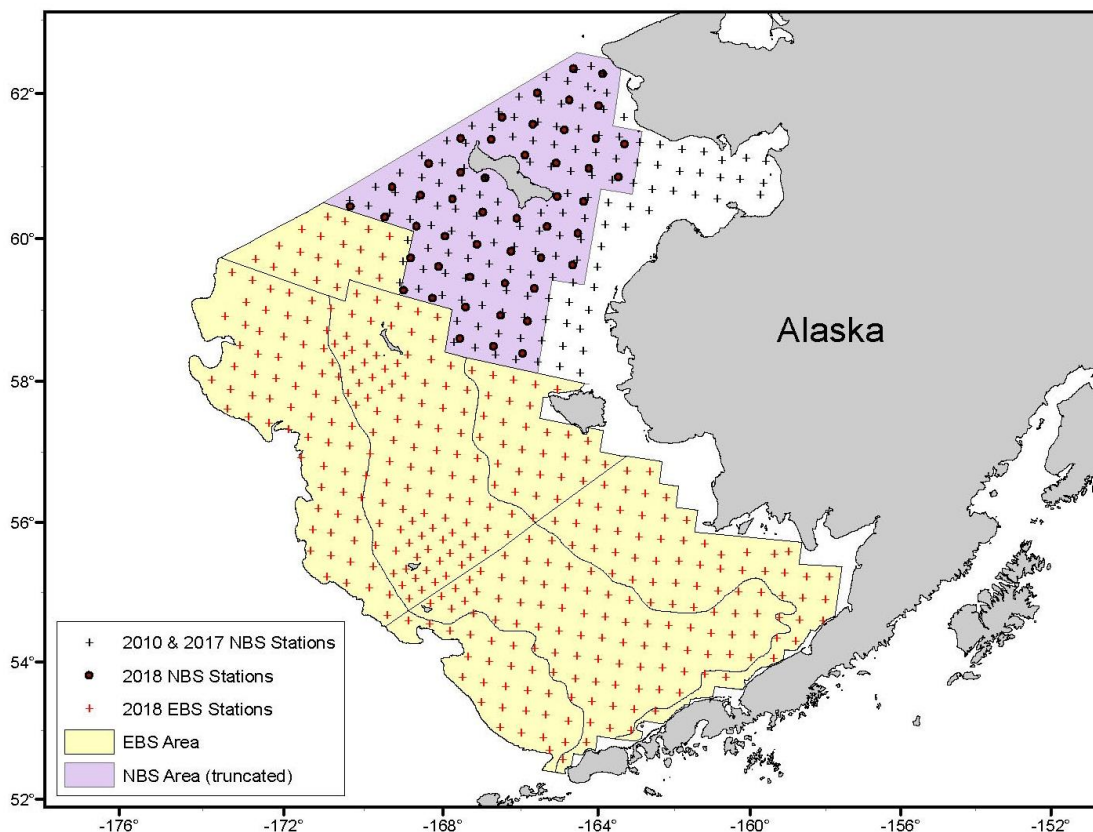 62°
60°
Alaska
58°
56°
54°
52°
2010 & 2017 NBS Stations
2018 NBS Stations
2018 EBS Stations
EBS Area
NBS Area (truncated)
-176° -172° -168° -164° -160° -156° -152°